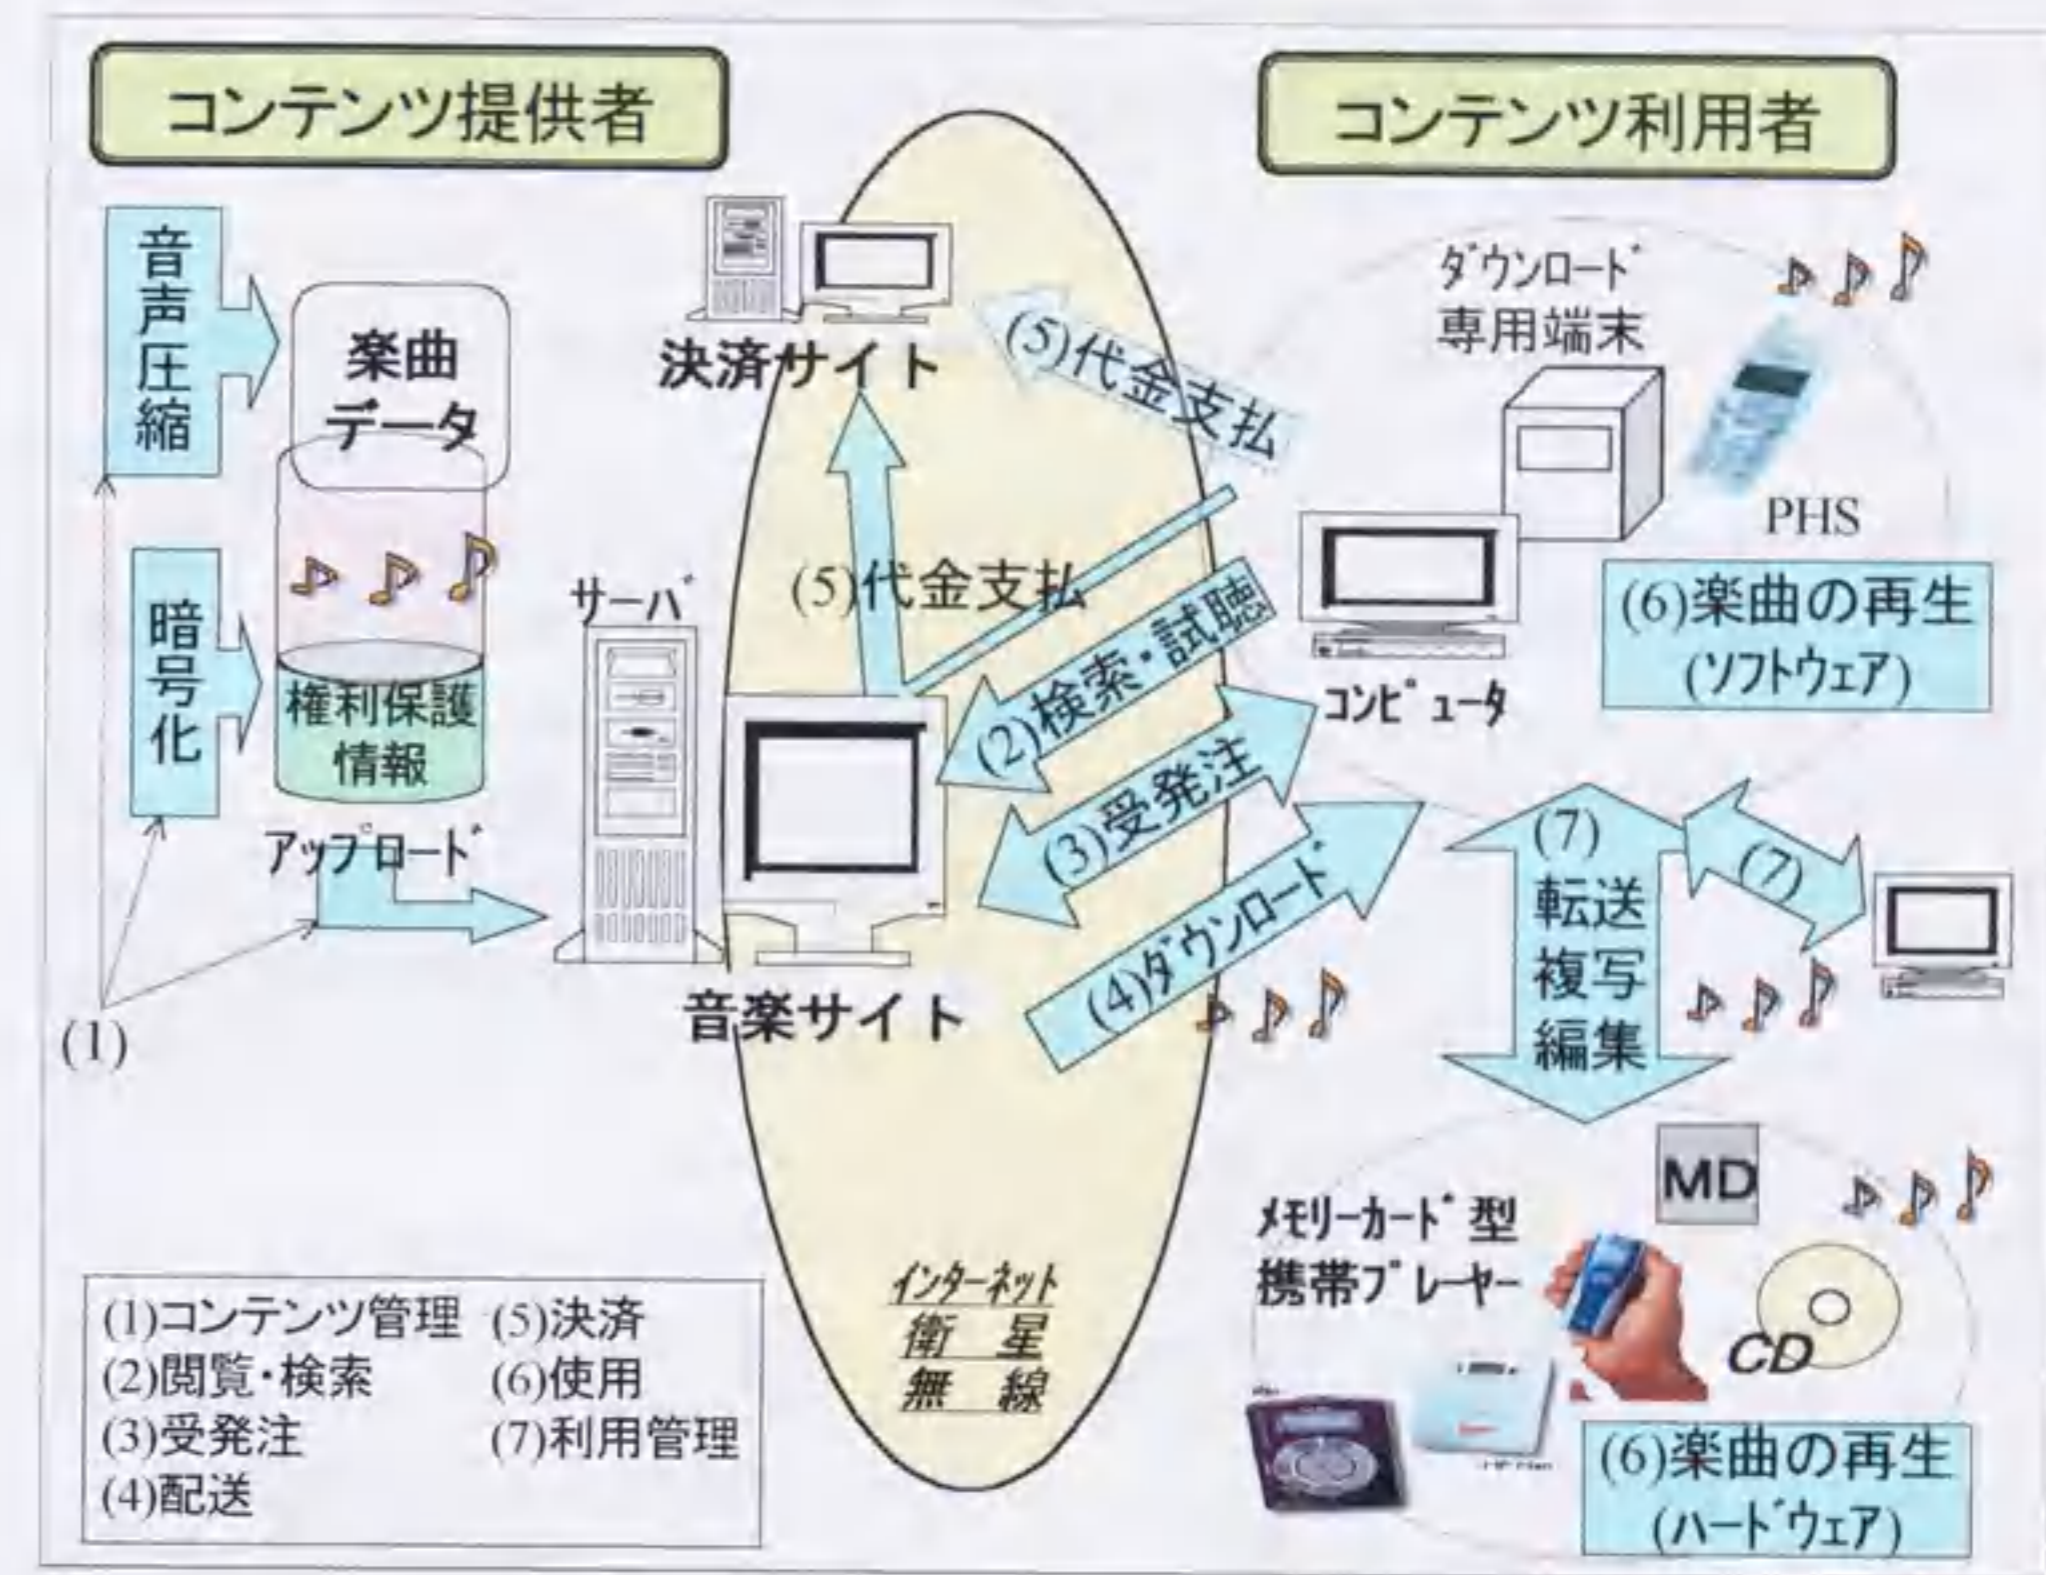 コンテンツ提供者
コンテンツ利用者
音声圧縮
楽曲
データ
暗号化
権利保護
情報
アップロード
(1)
サーバ
決済サイト
音楽サイト
(5)代金支払
(5)代金支払
(2)検索・試聴
(3)受発注
(4)ダウンロード
インターネット
衛 星
無 線
ダウンロード
専用端末
PHS
コンピュータ
(6)楽曲の再生
(ソフトウェア)
(7)
転送
複写
編集
(7)
メモリーカード型
携帯プレーヤー
MD
CD
(6)楽曲の再生
(ハードウェア)
(1)コンテンツ管理
(2)閲覧・検索
(3)受発注
(4)配送
(5)決済
(6)使用
(7)利用管理